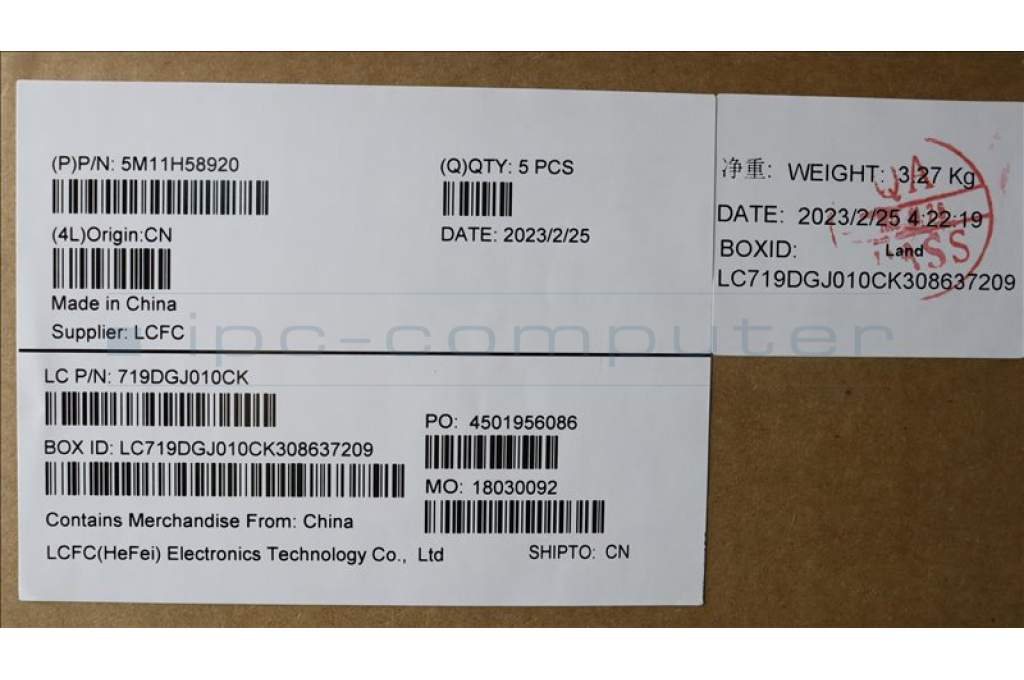 (P)P/N: 5M11H58920
(Q)QTY: 5 PCS
(4L)Origin:CN
DATE: 2023/2/25
Made in China
Supplier: LCFC
净重: WEIGHT: 3.27 Kg
DATE: 2023/2/25 4:22:19
BOXID: Land
LC719DGJ010CK308637209
QA
ipc-computer
LC P/N: 719DGJ010CK
PO: 4501956086
BOX ID: LC719DGJ010CK308637209
MO: 18030092
Contains Merchandise From: China
LCFC(HeFei) Electronics Technology Co., Ltd
SHIPTO: CN